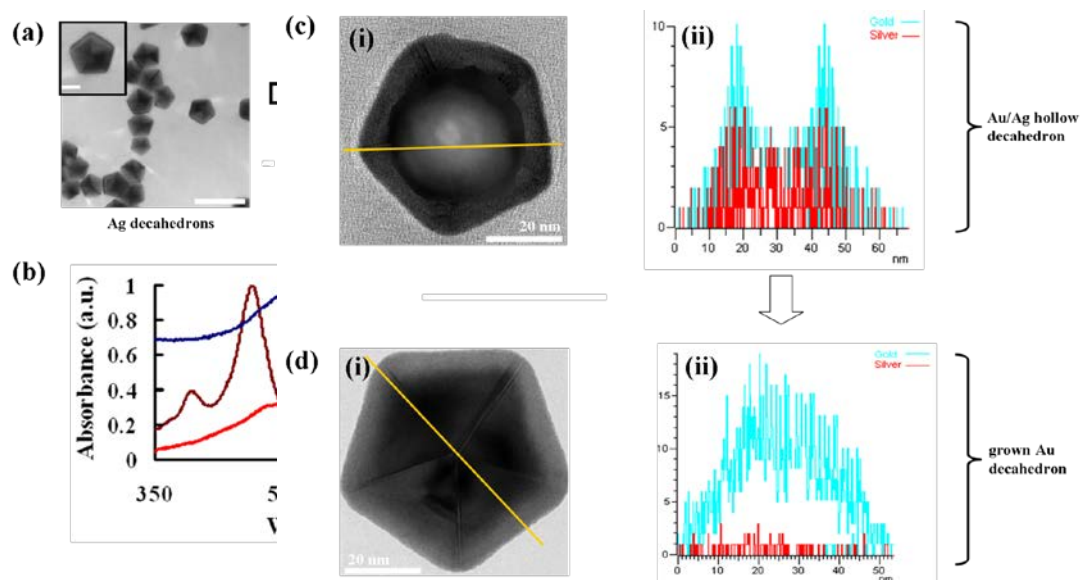 (a)
Ag decahedrons
(b)
Absorbance (a.u.)
1
0.8
0.6
0.4
0.2
0
350
5
W
(c)
(i)
20 nm
(ii)
Gold
Silver
10
5
0
0 10 20 30 40 50 60
nm
Au/Ag hollow
decahedron
(d)
(i)
20 nm
(ii)
Gold
Silver
15
10
5
0 10 20 30 40 50
nm
grown Au
decahedron